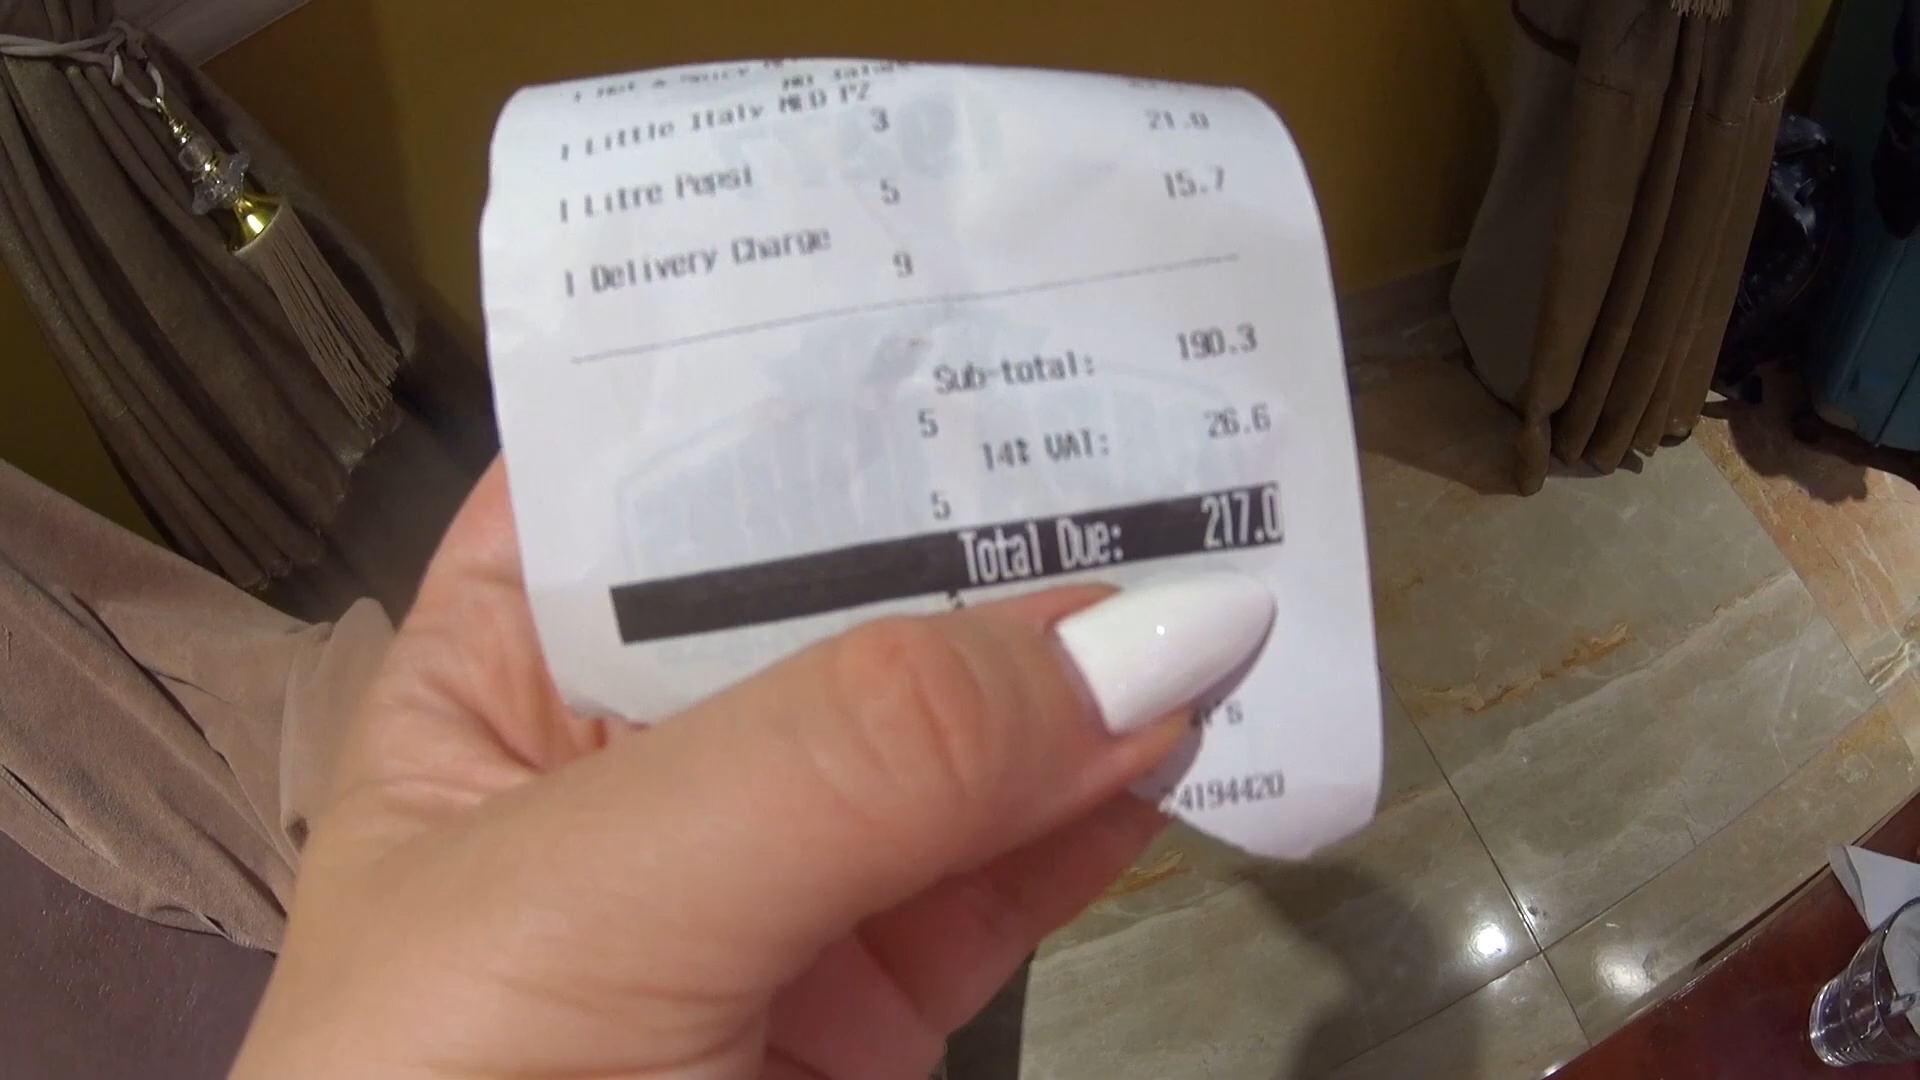 1 Little Italy MED PZ
3 21.0
1 Litre Pepsi
5 15.7
1 Delivery Charge
9
Sub-total: 190.3
5
14% VAT: 26.6
5
Total Due: 217.0
4194420